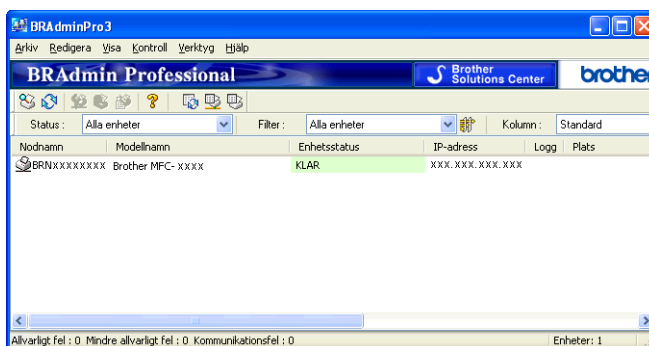 BRAdminPro3
Arkiv Redigera Visa Kontroll Verktyg Hjälp
BRAdmin Professional Brother Solutions Center brothe
Status : Alla enheter Filter : Alla enheter Kolumn : Standard
Nodnamn Modellnamn Enhetsstatus IP-adress Logg Plats
BRNxxxxxxxx Brother MFC- xxxx KLAR xxx.xxx.xxx.xxx
Allvarligt fel : 0 Mindre allvarligt fel : 0 Kommunikationsfel : 0 Enheter: 1